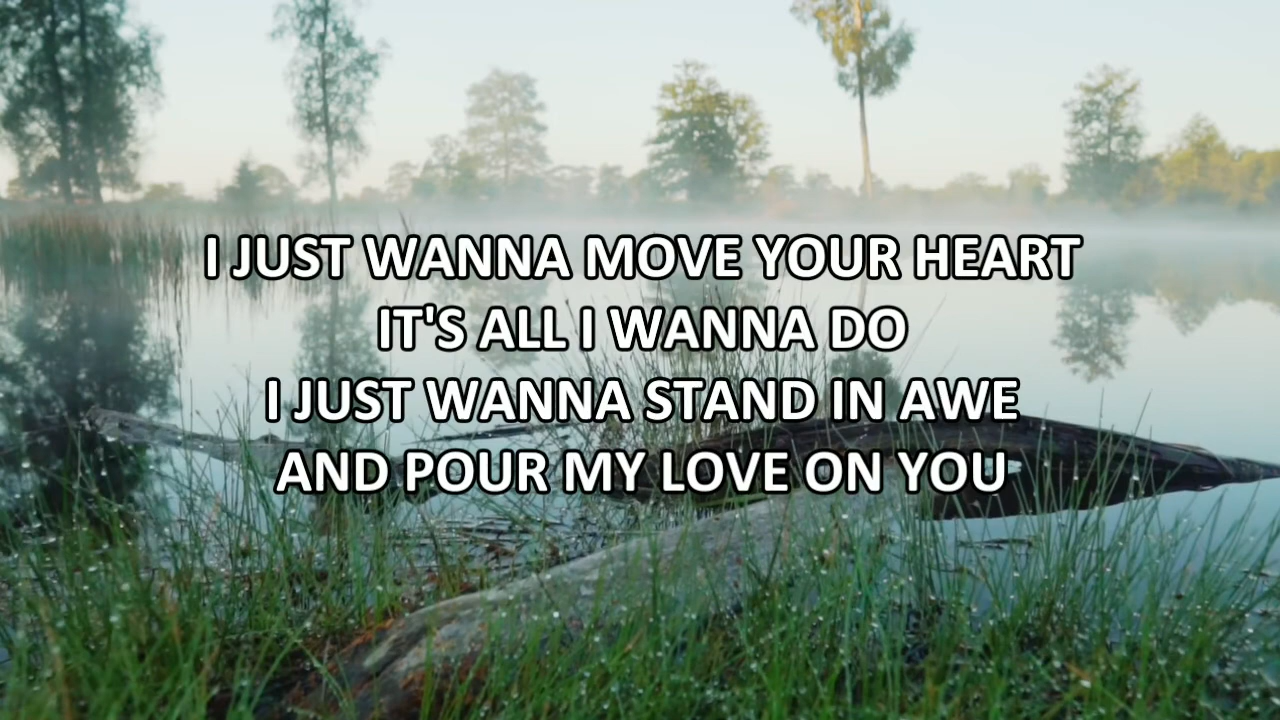 I JUST WANNA MOVE YOUR HEART
IT'S ALL I WANNA DO
I JUST WANNA STAND IN AWE
AND POUR MY LOVE ON YOU